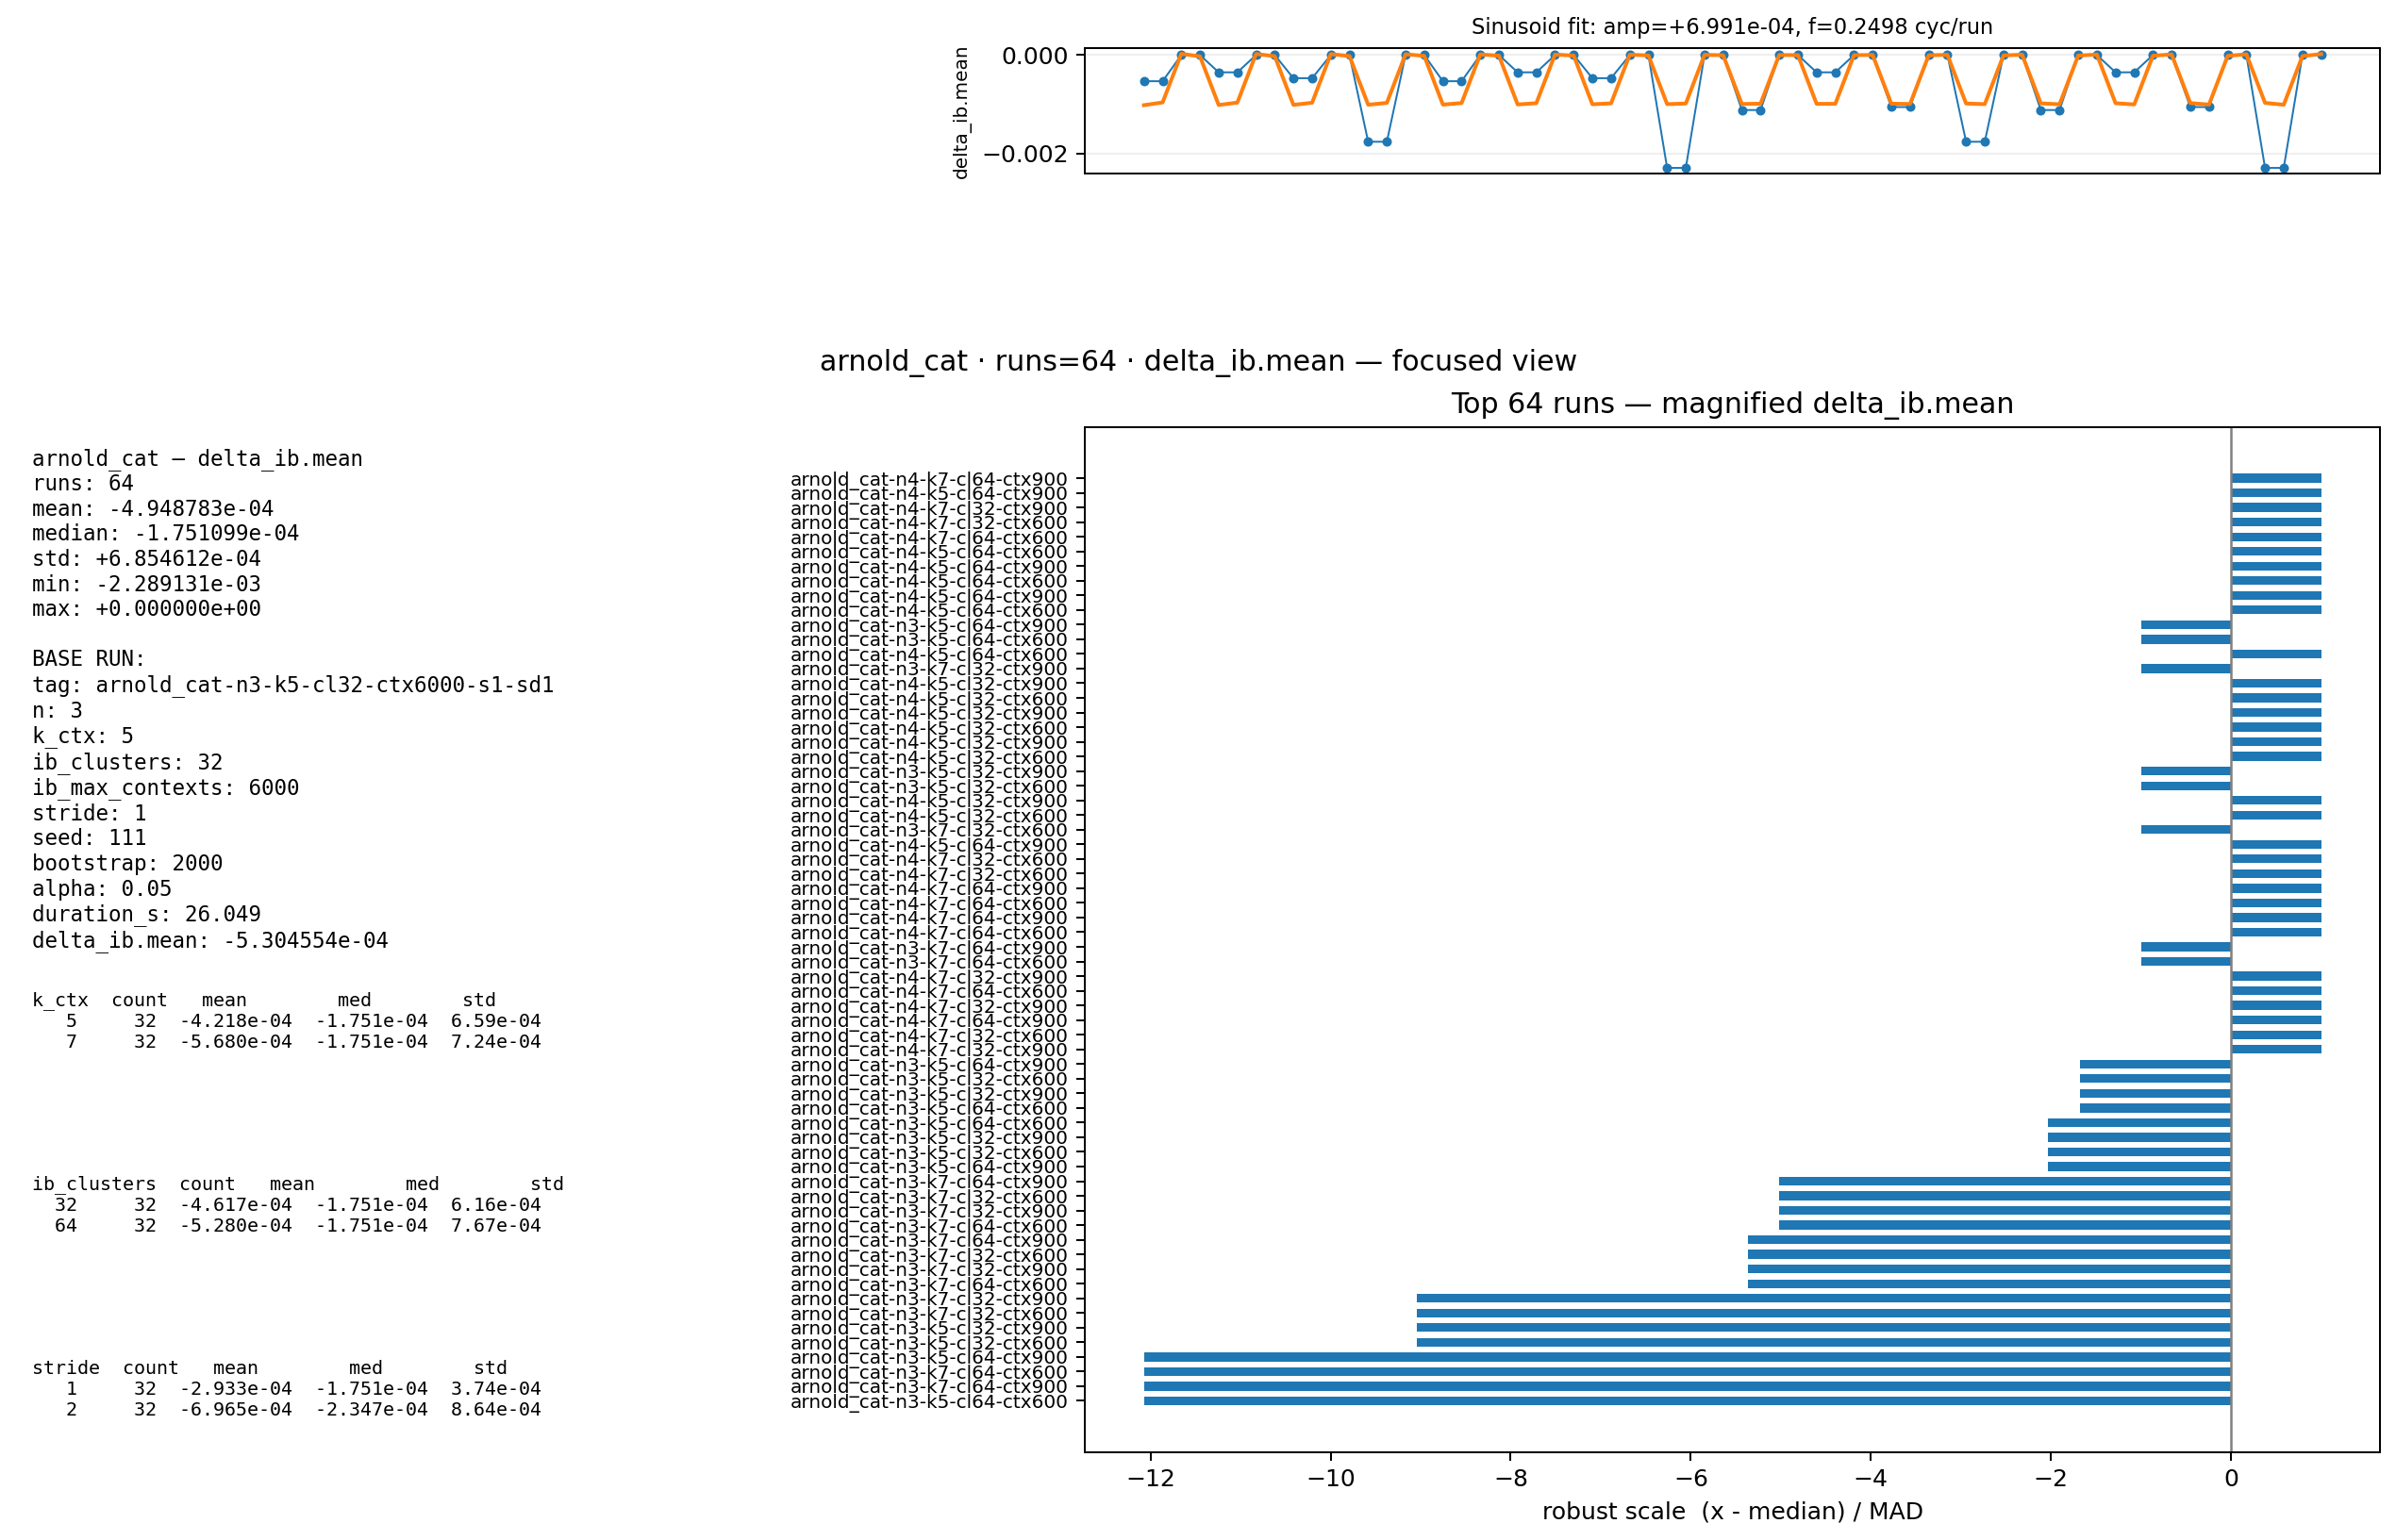 Sinusoid fit: amp=+6.991e-04, f=0.2498 cyc/run
delta_ib.mean
0.000
−0.002
arnold_cat · runs=64 · delta_ib.mean — focused view
Top 64 runs — magnified delta_ib.mean
arnold_cat — delta_ib.mean
runs: 64
mean: -4.948783e-04
median: -1.751099e-04
std: +6.854612e-04
min: -2.289131e-03
max: +0.000000e+00
BASE RUN:
tag: arnold_cat-n3-k5-cl32-ctx6000-s1-sd1
n: 3
k_ctx: 5
ib_clusters: 32
ib_max_contexts: 6000
stride: 1
seed: 111
bootstrap: 2000
alpha: 0.05
duration_s: 26.049
delta_ib.mean: -5.304554e-04
k_ctx count mean med std
5 32 -4.218e-04 -1.751e-04 6.59e-04
7 32 -5.680e-04 -1.751e-04 7.24e-04
ib_clusters count mean med std
32 32 -4.617e-04 -1.751e-04 6.16e-04
64 32 -5.280e-04 -1.751e-04 7.67e-04
stride count mean med std
1 32 -2.933e-04 -1.751e-04 3.74e-04
2 32 -6.965e-04 -2.347e-04 8.64e-04
arnold_cat-n4-k7-cl64-ctx900
arnold_cat-n4-k5-cl64-ctx900
arnold_cat-n4-k7-cl32-ctx900
arnold_cat-n4-k7-cl32-ctx600
arnold_cat-n4-k7-cl64-ctx600
arnold_cat-n4-k5-cl64-ctx600
arnold_cat-n4-k5-cl64-ctx900
arnold_cat-n4-k5-cl64-ctx600
arnold_cat-n4-k5-cl64-ctx900
arnold_cat-n4-k5-cl64-ctx600
arnold_cat-n3-k5-cl64-ctx900
arnold_cat-n3-k5-cl64-ctx600
arnold_cat-n4-k5-cl64-ctx600
arnold_cat-n3-k7-cl32-ctx900
arnold_cat-n4-k5-cl32-ctx900
arnold_cat-n4-k5-cl32-ctx600
arnold_cat-n4-k5-cl32-ctx900
arnold_cat-n4-k5-cl32-ctx600
arnold_cat-n4-k5-cl32-ctx900
arnold_cat-n4-k5-cl32-ctx600
arnold_cat-n3-k5-cl32-ctx900
arnold_cat-n3-k5-cl32-ctx600
arnold_cat-n4-k5-cl32-ctx900
arnold_cat-n4-k5-cl32-ctx600
arnold_cat-n3-k7-cl32-ctx600
arnold_cat-n4-k5-cl64-ctx900
arnold_cat-n4-k7-cl32-ctx600
arnold_cat-n4-k7-cl32-ctx600
arnold_cat-n4-k7-cl64-ctx900
arnold_cat-n4-k7-cl64-ctx600
arnold_cat-n4-k7-cl64-ctx900
arnold_cat-n4-k7-cl64-ctx600
arnold_cat-n3-k7-cl64-ctx900
arnold_cat-n3-k7-cl64-ctx600
arnold_cat-n4-k7-cl32-ctx900
arnold_cat-n4-k7-cl64-ctx600
arnold_cat-n4-k7-cl32-ctx900
arnold_cat-n4-k7-cl64-ctx900
arnold_cat-n4-k7-cl32-ctx600
arnold_cat-n4-k7-cl32-ctx900
arnold_cat-n3-k5-cl64-ctx900
arnold_cat-n3-k5-cl32-ctx600
arnold_cat-n3-k5-cl32-ctx900
arnold_cat-n3-k5-cl64-ctx600
arnold_cat-n3-k5-cl64-ctx600
arnold_cat-n3-k5-cl32-ctx900
arnold_cat-n3-k5-cl32-ctx600
arnold_cat-n3-k5-cl64-ctx900
arnold_cat-n3-k7-cl64-ctx900
arnold_cat-n3-k7-cl32-ctx600
arnold_cat-n3-k7-cl32-ctx900
arnold_cat-n3-k7-cl64-ctx600
arnold_cat-n3-k7-cl64-ctx900
arnold_cat-n3-k7-cl32-ctx600
arnold_cat-n3-k7-cl32-ctx900
arnold_cat-n3-k7-cl64-ctx600
arnold_cat-n3-k7-cl32-ctx900
arnold_cat-n3-k7-cl32-ctx600
arnold_cat-n3-k5-cl32-ctx900
arnold_cat-n3-k5-cl32-ctx600
arnold_cat-n3-k5-cl64-ctx900
arnold_cat-n3-k7-cl64-ctx600
arnold_cat-n3-k7-cl64-ctx900
arnold_cat-n3-k5-cl64-ctx600
−12 −10 −8 −6 −4 −2 0
robust scale (x - median) / MAD